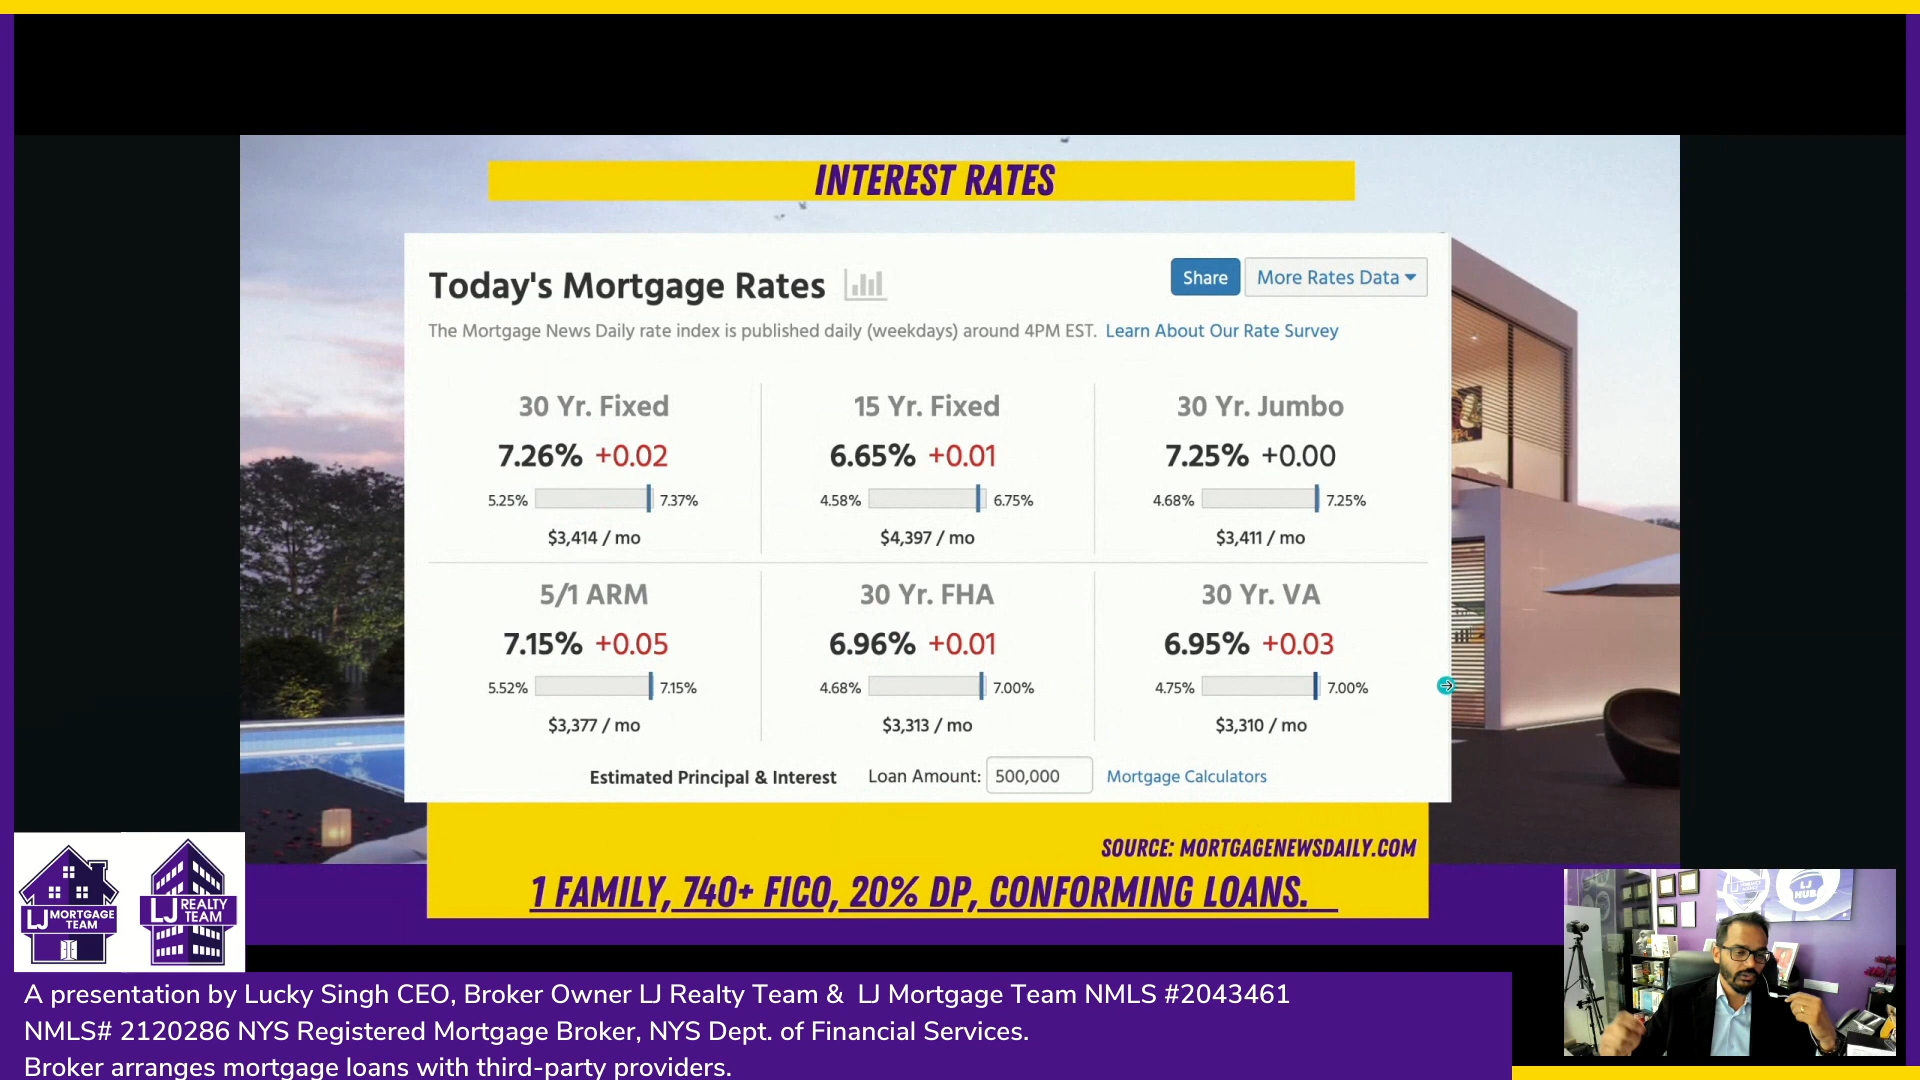 INTEREST RATES
Today's Mortgage Rates
Share
More Rates Data
The Mortgage News Daily rate index is published daily (weekdays) around 4PM EST. Learn About Our Rate Survey
30 Yr. Fixed
7.26% +0.02
5.25% 7.37%
$3,414 / mo
15 Yr. Fixed
6.65% +0.01
4.58% 6.75%
$4,397 / mo
30 Yr. Jumbo
7.25% +0.00
4.68% 7.25%
$3,411 / mo
5/1 ARM
7.15% +0.05
5.52% 7.15%
$3,377 / mo
30 Yr. FHA
6.96% +0.01
4.68% 7.00%
$3,313 / mo
30 Yr. VA
6.95% +0.03
4.75% 7.00%
$3,310 / mo
Estimated Principal & Interest Loan Amount: 500,000 Mortgage Calculators
SOURCE: MORTGAGENEWSDAILY.COM
1 FAMILY, 740+ FICO, 20% DP, CONFORMING LOANS.
LJ MORTGAGE
TEAM
LJ REALTY
TEAM
LJ
HUB
A presentation by Lucky Singh CEO, Broker Owner LJ Realty Team & LJ Mortgage Team NMLS #2043461
NMLS# 2120286 NYS Registered Mortgage Broker, NYS Dept. of Financial Services.
Broker arranges mortgage loans with third-party providers.